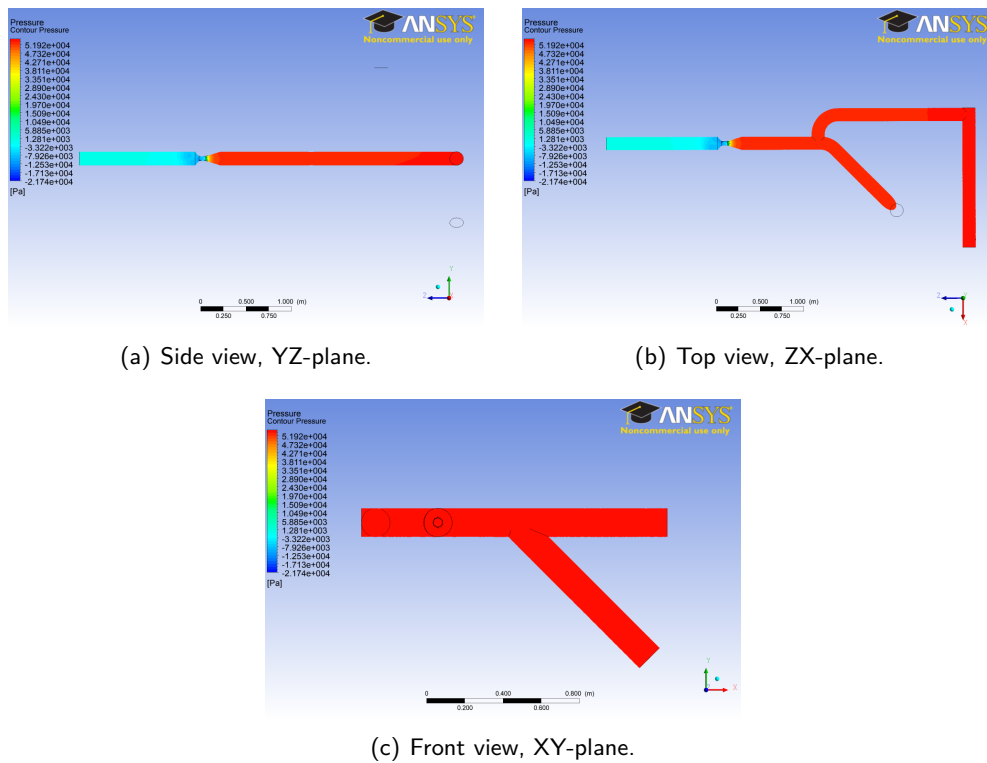 Pressure
Contour Pressure
5.192e+004
4.732e+004
4.271e+004
3.811e+004
3.351e+004
2.890e+004
2.430e+004
1.970e+004
1.509e+004
1.049e+004
5.885e+003
1.281e+003
-3.322e+003
-7.926e+003
-1.253e+004
-1.713e+004
-2.174e+004
[Pa]
ANSYS
Noncommercial use only
0 0.500 1.000 (m)
0.250 0.750
Y
Z
(a) Side view, YZ-plane.
Pressure
Contour Pressure
5.192e+004
4.732e+004
4.271e+004
3.811e+004
3.351e+004
2.890e+004
2.430e+004
1.970e+004
1.509e+004
1.049e+004
5.885e+003
1.281e+003
-3.322e+003
-7.926e+003
-1.253e+004
-1.713e+004
-2.174e+004
[Pa]
ANSYS
Noncommercial use only
0 0.500 1.000 (m)
0.250 0.750
Z
X
(b) Top view, ZX-plane.
Pressure
Contour Pressure
5.192e+004
4.732e+004
4.271e+004
3.811e+004
3.351e+004
2.890e+004
2.430e+004
1.970e+004
1.509e+004
1.049e+004
5.885e+003
1.281e+003
-3.322e+003
-7.926e+003
-1.253e+004
-1.713e+004
-2.174e+004
[Pa]
ANSYS
Noncommercial use only
0 0.400 0.800 (m)
0.200 0.600
Y
X
(c) Front view, XY-plane.